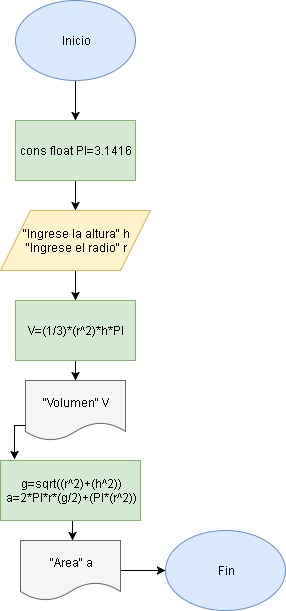 Inicio
cons float PI=3.1416
"Ingrese la altura" h
"Ingrese el radio" r
V=(1/3)*(r^2)*h*PI
"Volumen" V
g=sqrt((r^2)+(h^2))
a=2*PI*r*(g/2)+(PI*(r^2))
"Area" a
Fin